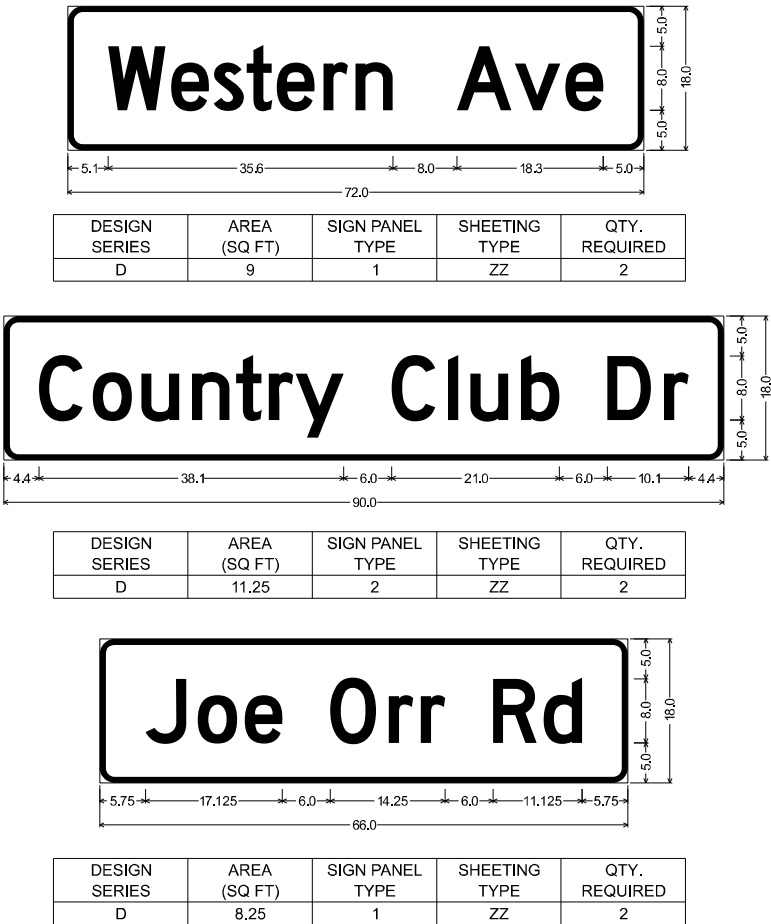 Western Ave
5.0
8.0
5.0
18.0
5.1 35.6 8.0 18.3 5.0
72.0
DESIGN SERIES AREA (SQ FT) SIGN PANEL TYPE SHEETING TYPE QTY. REQUIRED
D 9 1 ZZ 2
Country Club Dr
5.0
8.0
5.0
18.0
4.4 38.1 6.0 21.0 6.0 10.1 4.4
90.0
DESIGN SERIES AREA (SQ FT) SIGN PANEL TYPE SHEETING TYPE QTY. REQUIRED
D 11.25 2 ZZ 2
Joe Orr Rd
5.0
8.0
5.0
18.0
5.75 17.125 6.0 14.25 6.0 11.125 5.75
66.0
DESIGN SERIES AREA (SQ FT) SIGN PANEL TYPE SHEETING TYPE QTY. REQUIRED
D 8.25 1 ZZ 2